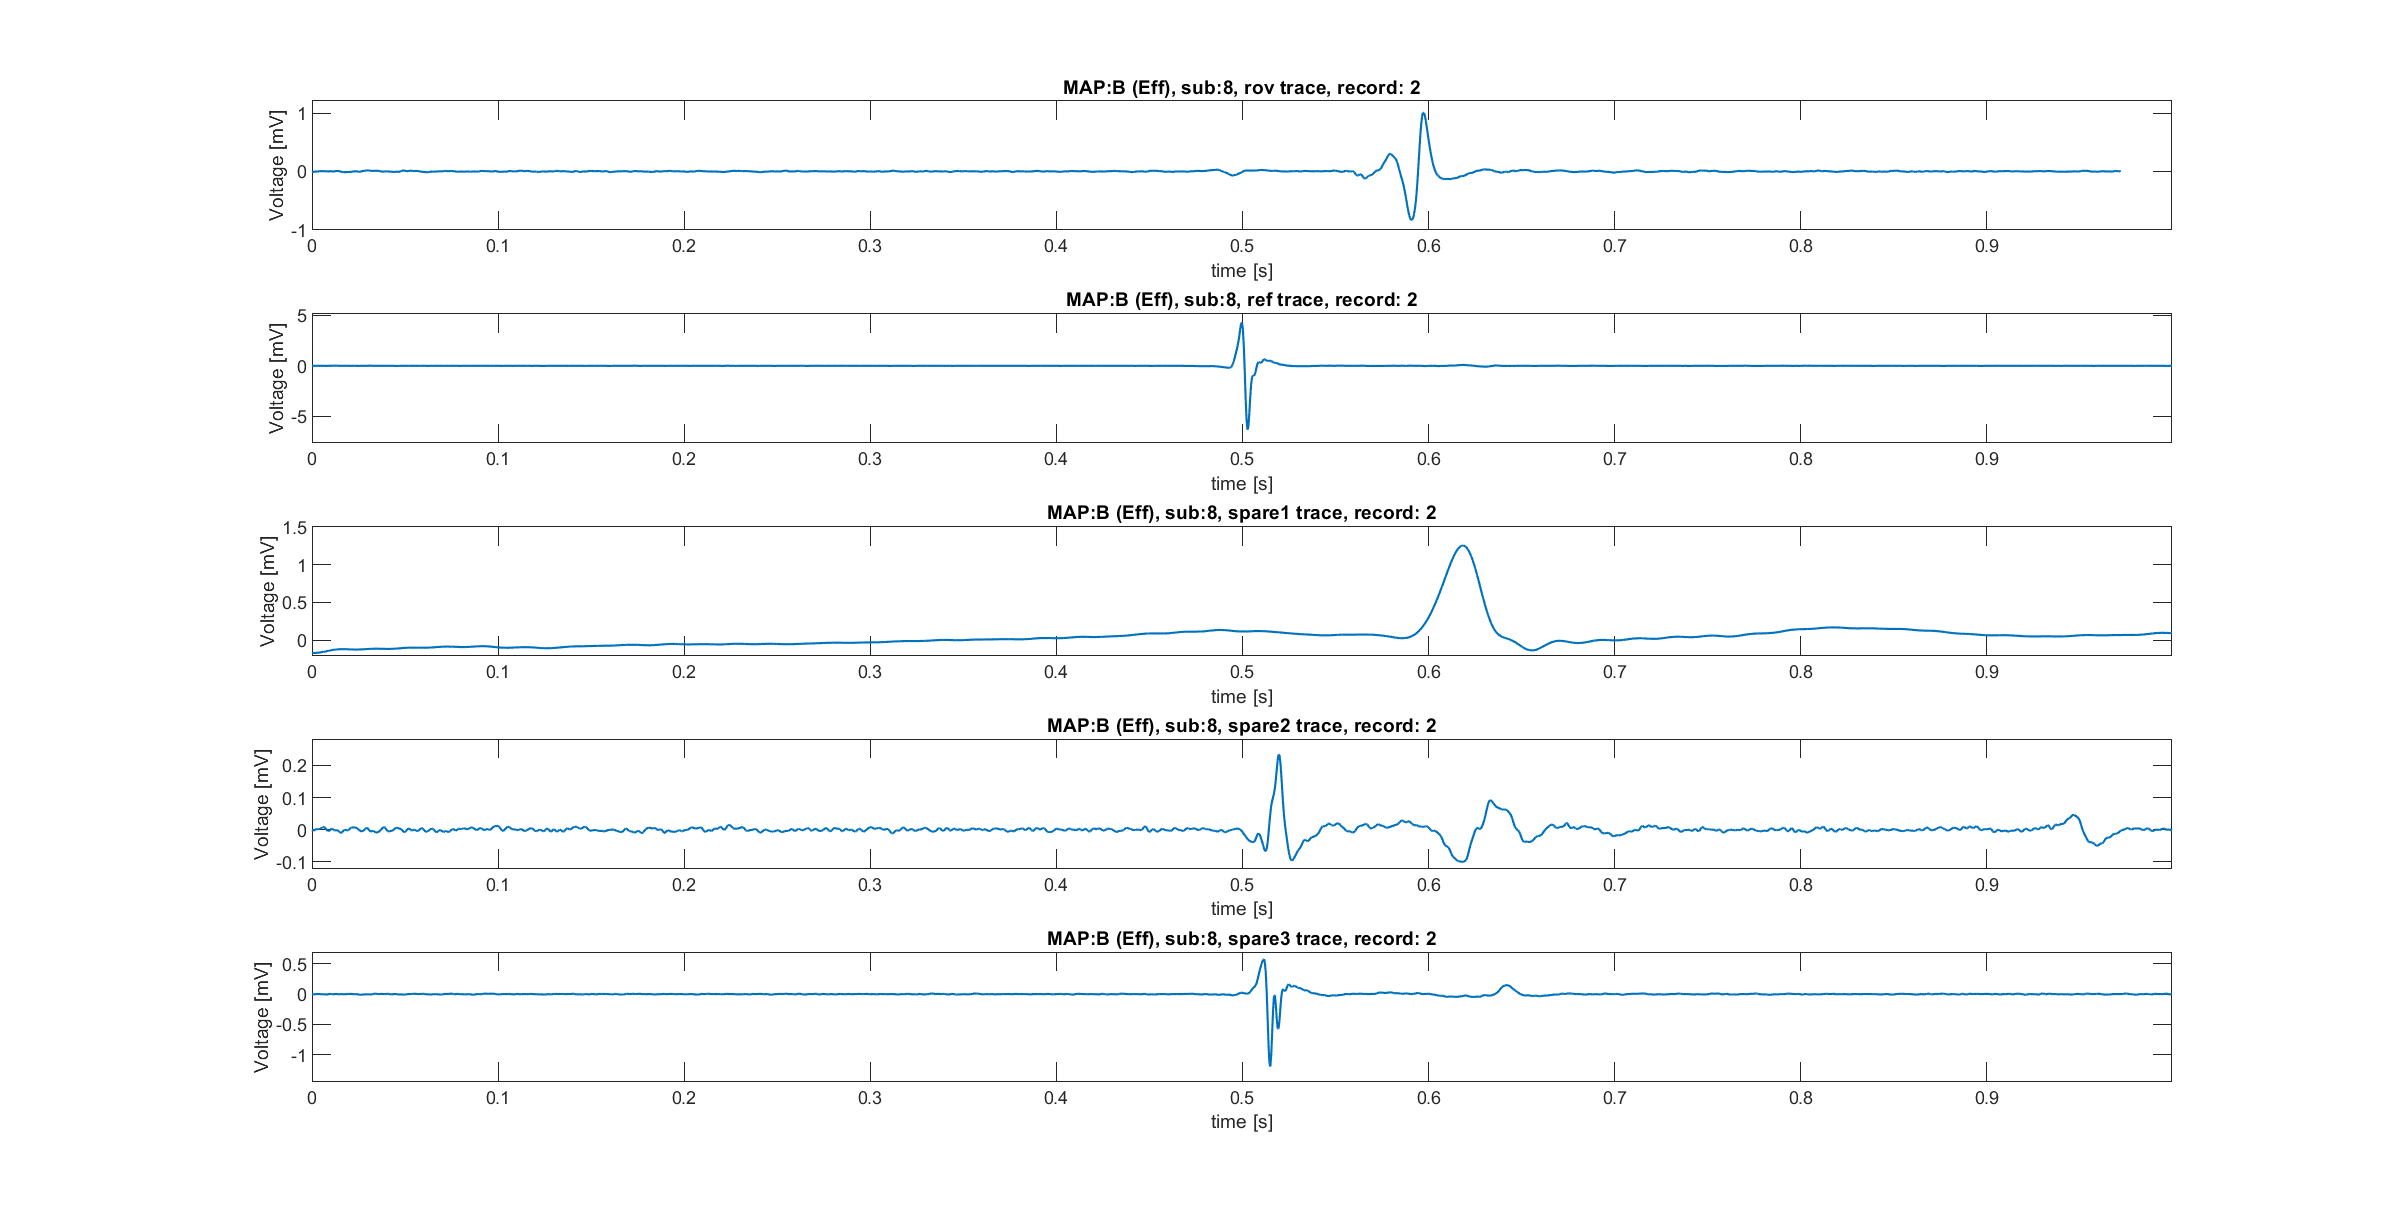 MAP:B (Eff), sub:8, rov trace, record: 2
Voltage [mV]
1
0
-1
0 0.1 0.2 0.3 0.4 0.5 0.6 0.7 0.8 0.9
time [s]
MAP:B (Eff), sub:8, ref trace, record: 2
Voltage [mV]
5
0
-5
0 0.1 0.2 0.3 0.4 0.5 0.6 0.7 0.8 0.9
time [s]
MAP:B (Eff), sub:8, spare1 trace, record: 2
Voltage [mV]
1.5
1
0.5
0
0 0.1 0.2 0.3 0.4 0.5 0.6 0.7 0.8 0.9
time [s]
MAP:B (Eff), sub:8, spare2 trace, record: 2
Voltage [mV]
0.2
0.1
0
-0.1
0 0.1 0.2 0.3 0.4 0.5 0.6 0.7 0.8 0.9
time [s]
MAP:B (Eff), sub:8, spare3 trace, record: 2
Voltage [mV]
0.5
0
-0.5
-1
0 0.1 0.2 0.3 0.4 0.5 0.6 0.7 0.8 0.9
time [s]